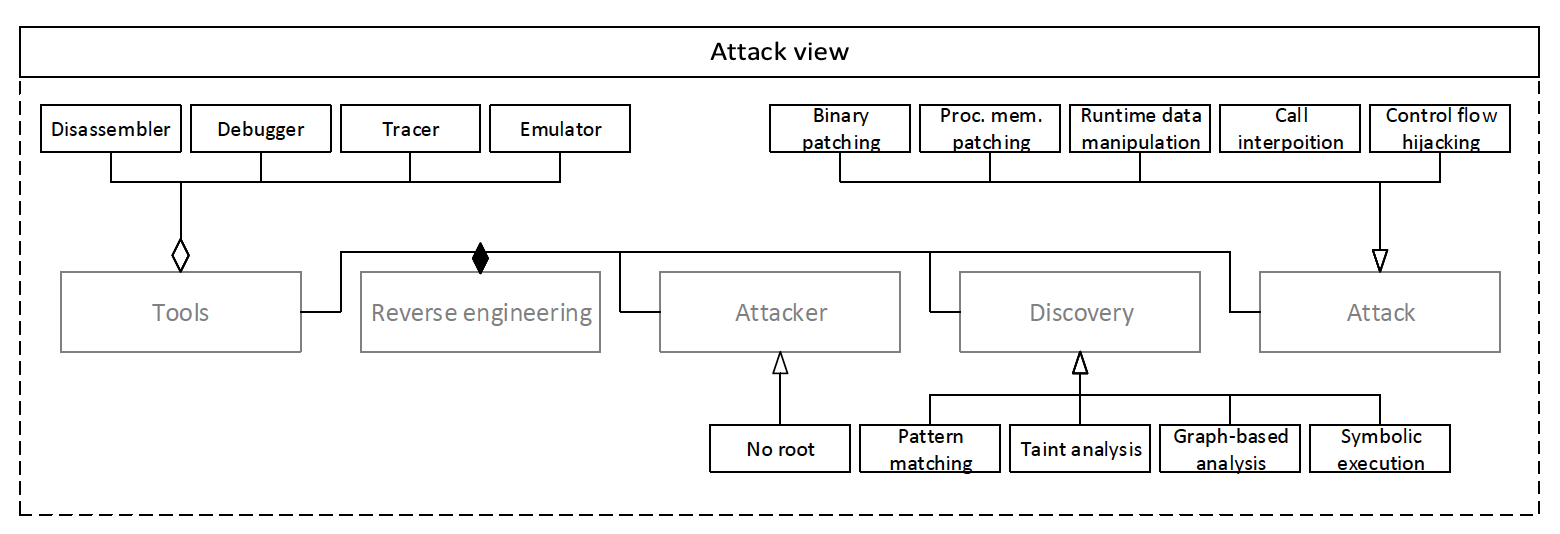 Attack view
Disassembler
Debugger
Tracer
Emulator
Binary
patching
Proc. mem.
patching
Runtime data
manipulation
Call
interpoition
Control flow
hijacking
Tools
Reverse engineering
Attacker
Discovery
Attack
No root
Pattern
matching
Taint analysis
Graph-based
analysis
Symbolic
execution